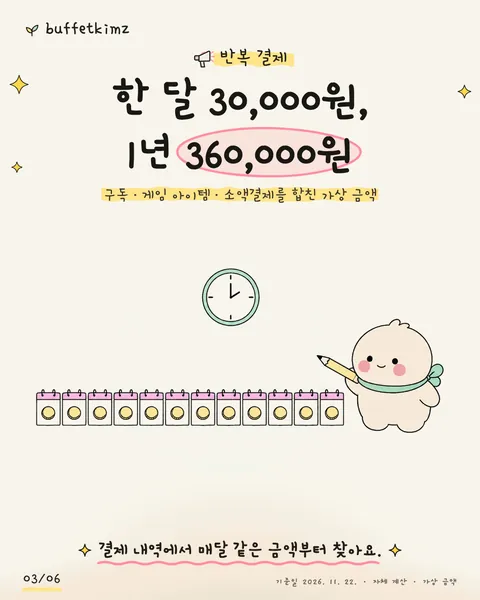 buffetkimz
반복 결제
한 달 30,000원,
1년 360,000원
구독 · 게임 아이템 · 소액결제를 합친 가상 금액
결제 내역에서 매달 같은 금액부터 찾아요.
03/06
기준일 2026. 11. 22. · 자체 계산 · 가상 금액